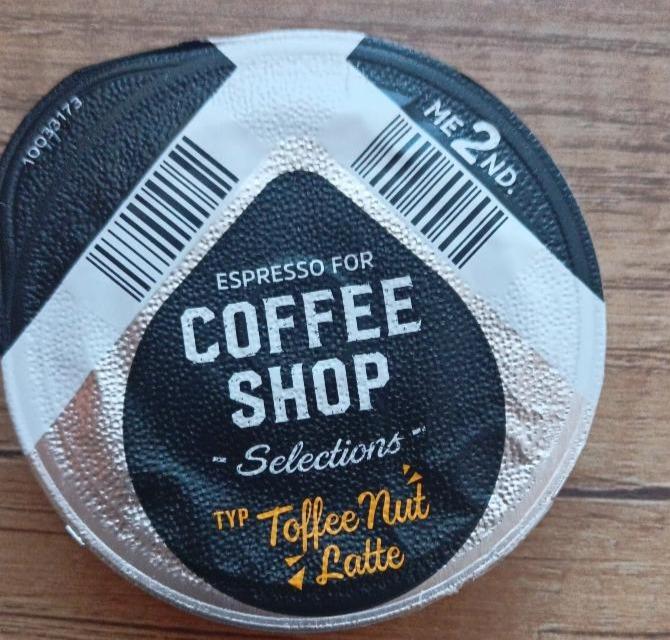 10033173
ME 2ND.
ESPRESSO FOR
COFFEE
SHOP
Selections
TYP Toffee Nut
Latte